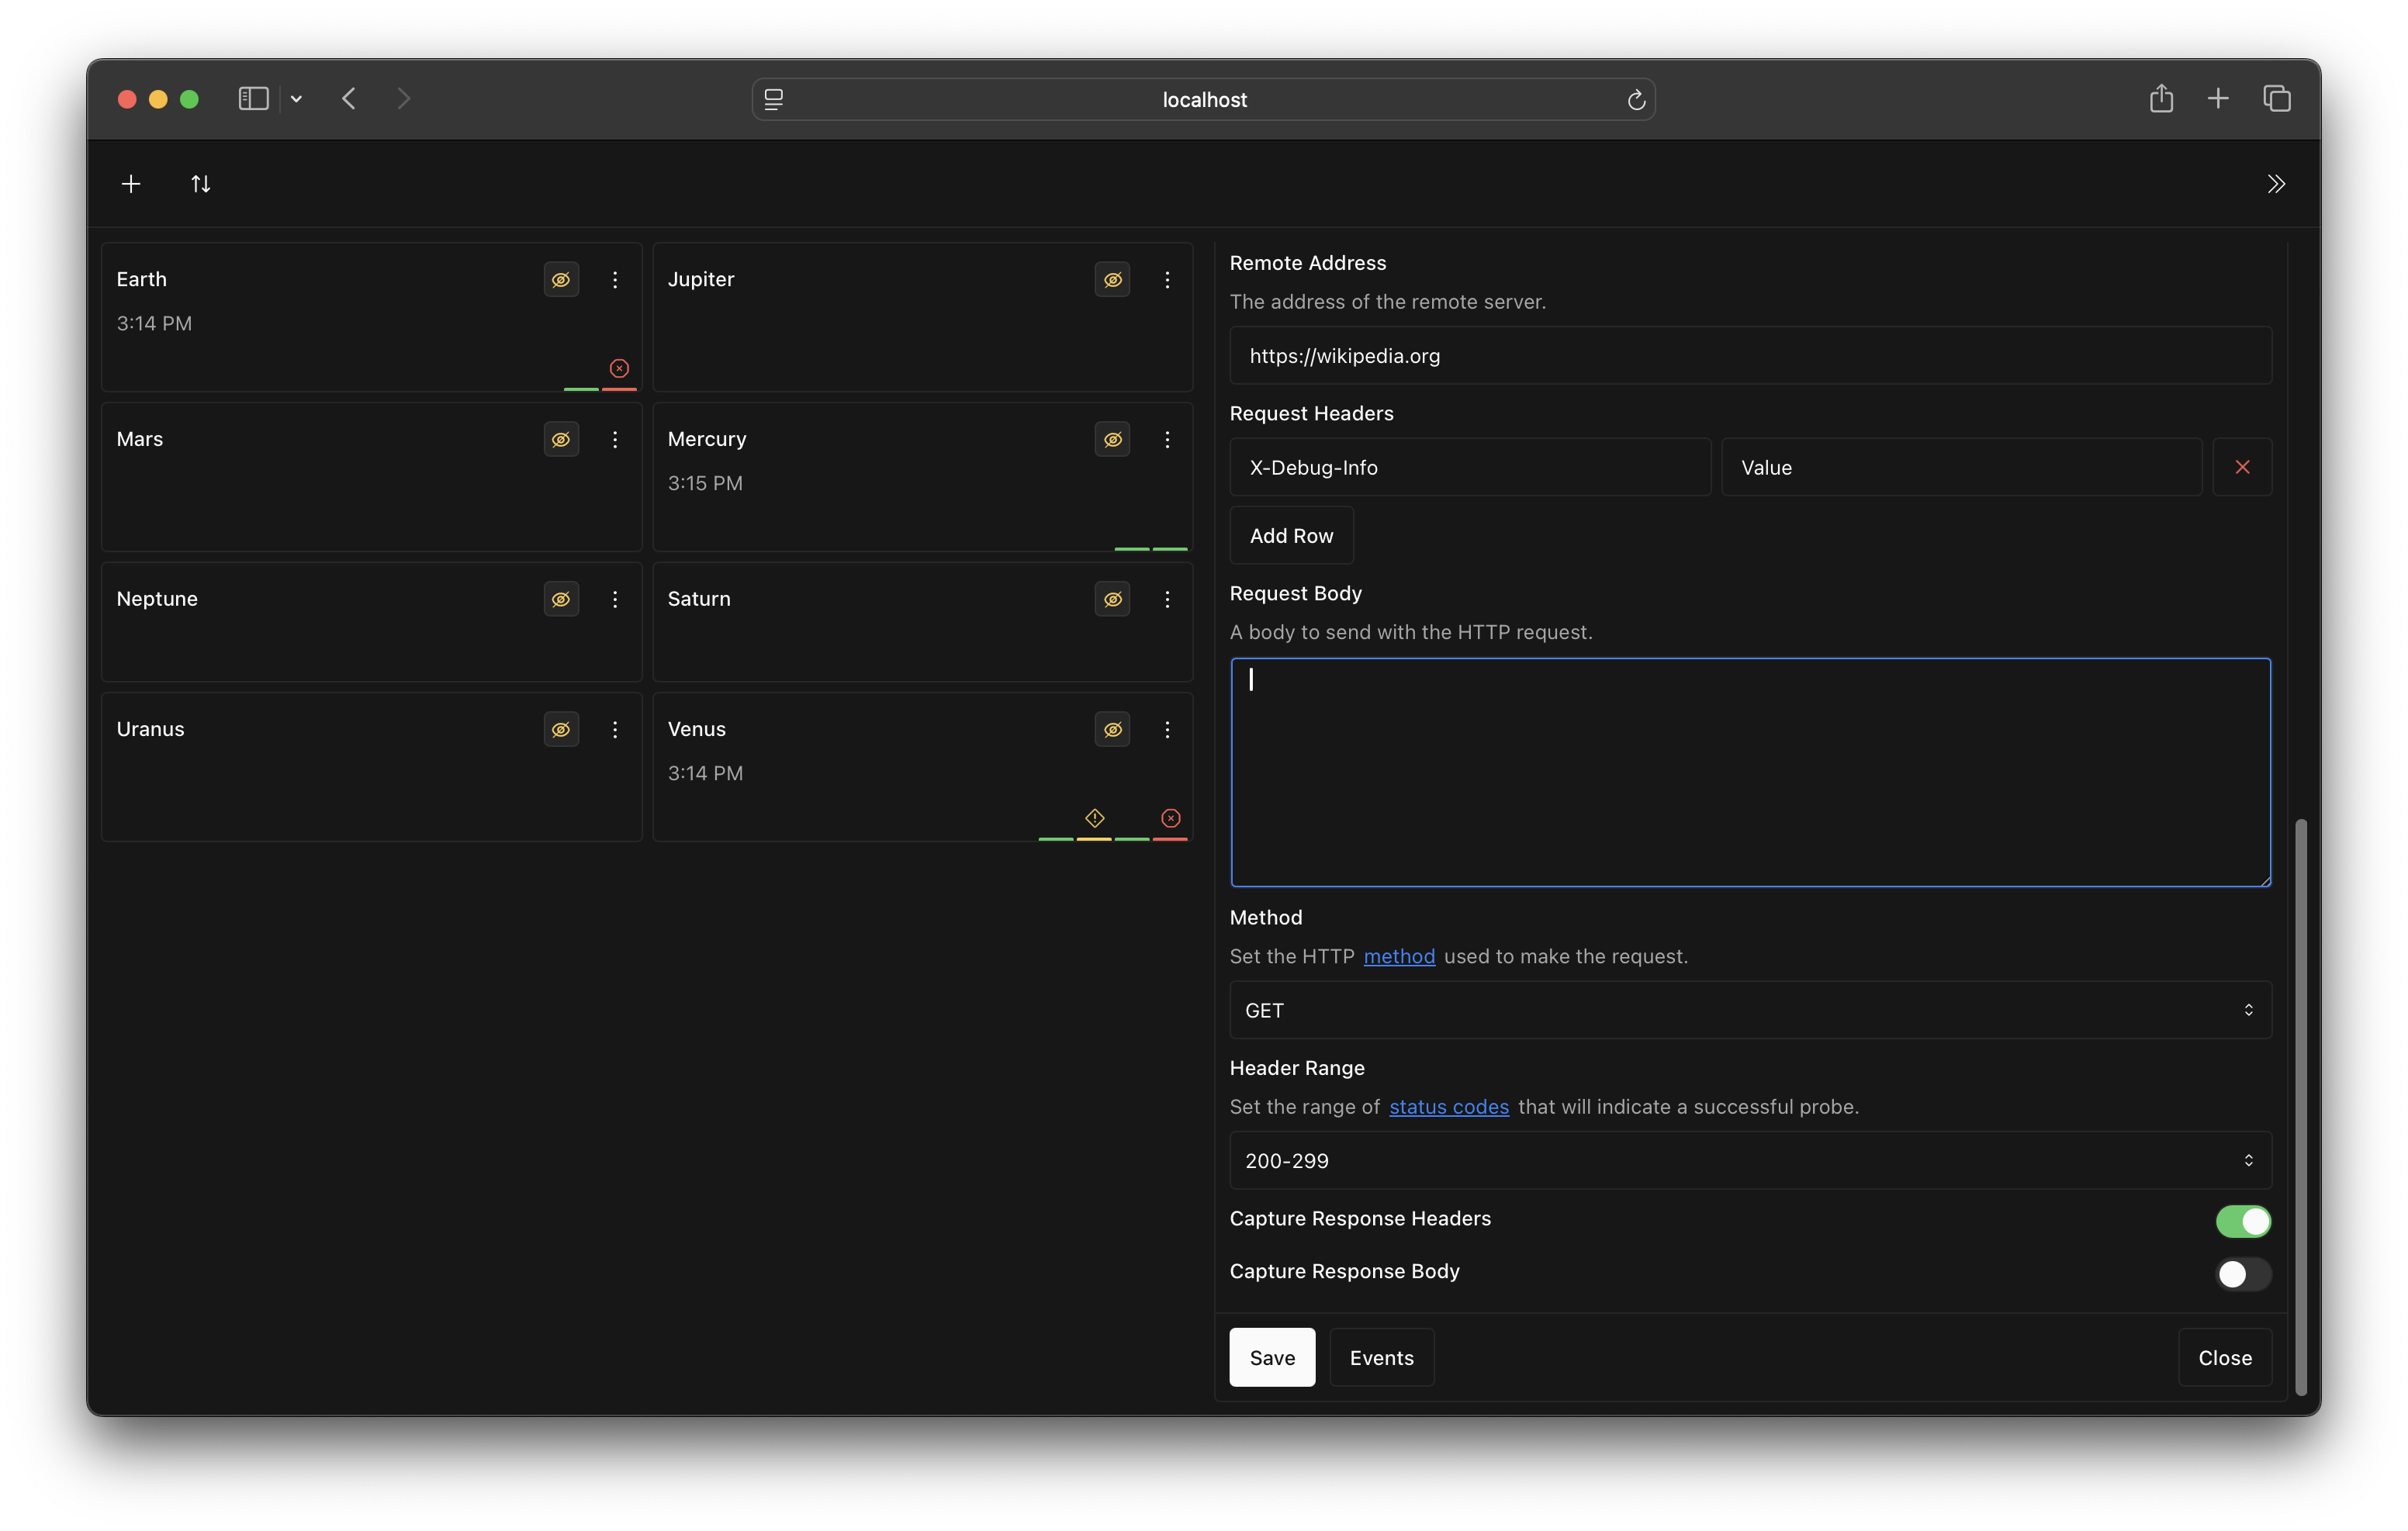 localhost
Earth
3:14 PM
Jupiter
Mars
Mercury
3:15 PM
Neptune
Saturn
Uranus
Venus
3:14 PM
Remote Address
The address of the remote server.
https://wikipedia.org
Request Headers
X-Debug-Info
Value
Add Row
Request Body
A body to send with the HTTP request.
Method
Set the HTTP method used to make the request.
GET
Header Range
Set the range of status codes that will indicate a successful probe.
200-299
Capture Response Headers
Capture Response Body
Save
Events
Close